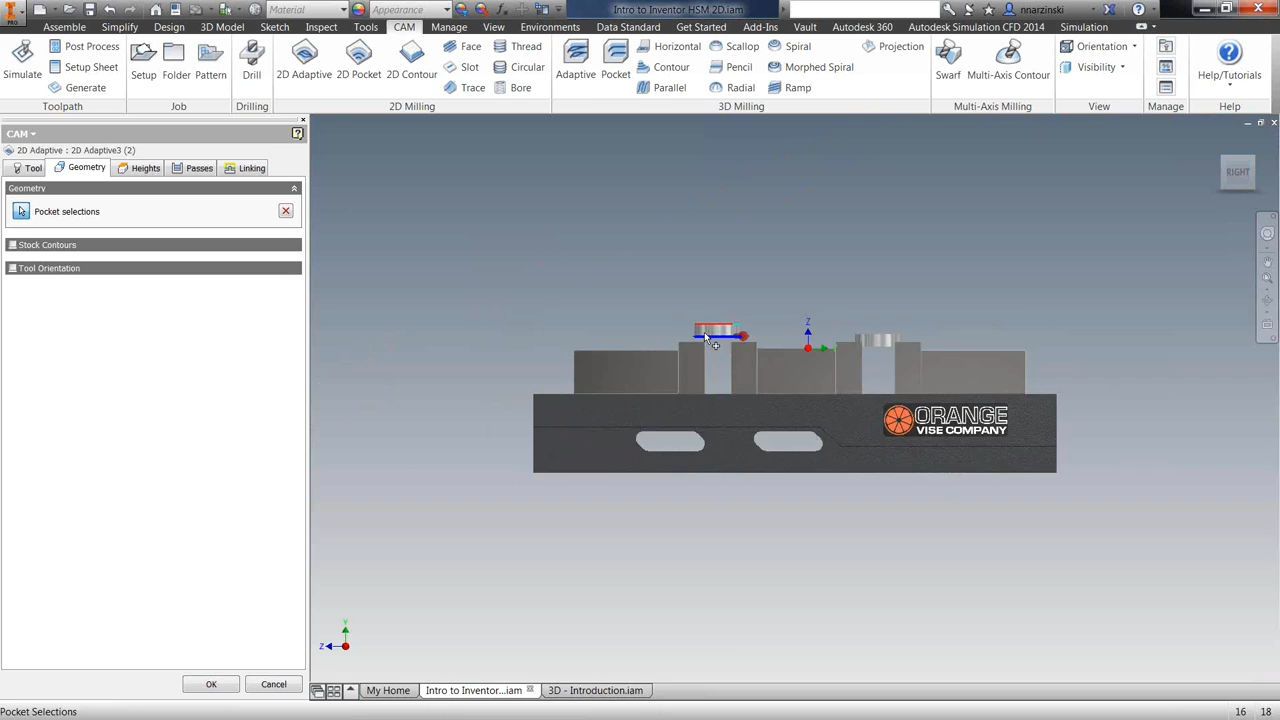 PRO
Material
Appearance
Intro to Inventor HSM 2D.iam
nnarzinski
Assemble Simplify Design 3D Model Sketch Inspect Tools CAM Manage View Environments Data Standard Get Started Add-Ins Vault Autodesk 360 Autodesk Simulation CFD 2014 Simulation
Simulate
Post Process
Setup Sheet
Generate
Toolpath
Setup
Folder
Pattern
Job
Drill
Drilling
2D Adaptive
2D Pocket
2D Contour
Face
Slot
Trace
Thread
Circular
Bore
2D Milling
Adaptive
Pocket
Horizontal
Contour
Parallel
Scallop
Pencil
Radial
Spiral
Morphed Spiral
Ramp
Projection
3D Milling
Swarf
Multi-Axis Contour
Multi-Axis Milling
Orientation
Visibility
View
Manage
Help/Tutorials
Help
CAM
2D Adaptive : 2D Adaptive3 (2)
Tool Geometry Heights Passes Linking
Geometry
Pocket selections
Stock Contours
Tool Orientation
RIGHT
Z
ORANGE
VISE COMPANY
Y
Z
OK Cancel
My Home Intro to Inventor...iam 3D - Introduction.iam
Pocket Selections
16 18